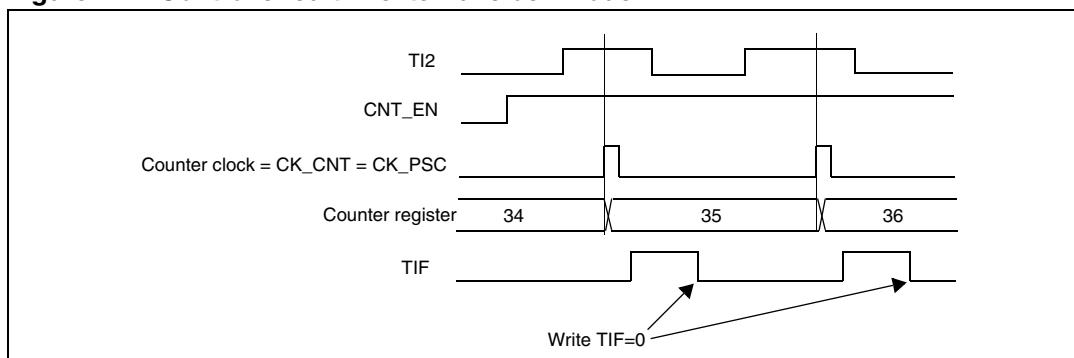 TI2
CNT_EN
Counter clock = CK_CNT = CK_PSC
Counter register 34 35 36
TIF
Write TIF=0